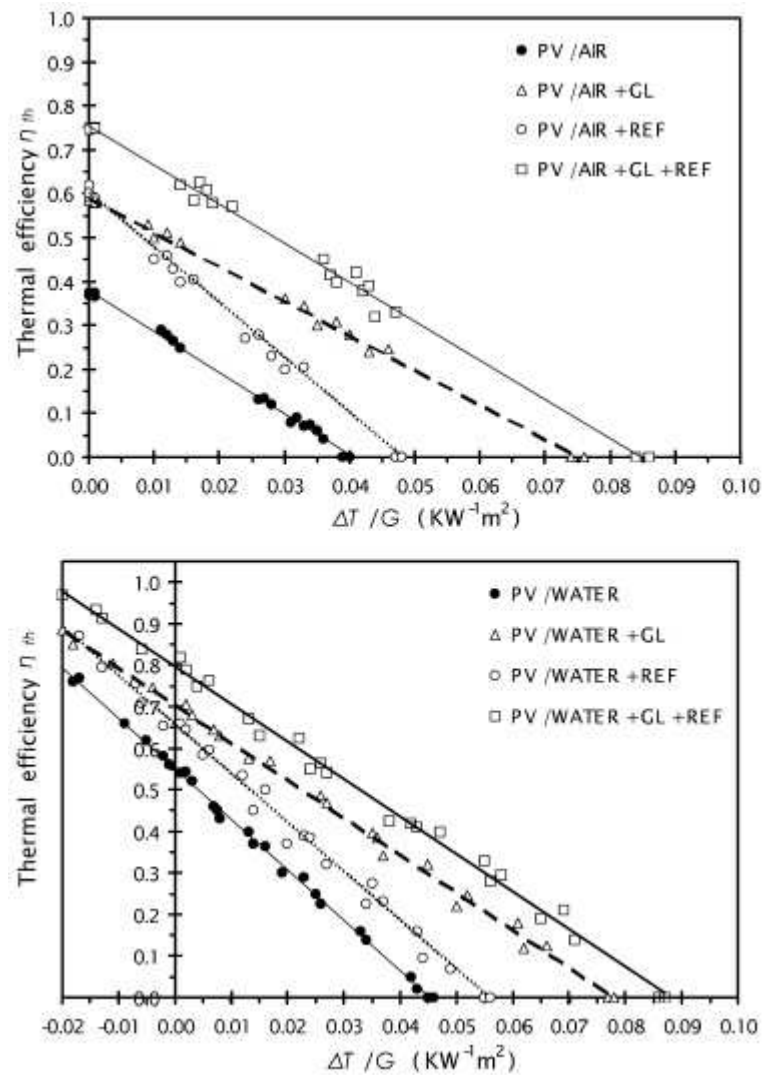 1.0
0.9
0.8
0.7
0.6
0.5
0.4
0.3
0.2
0.1
0.0
Thermal efficiency η th
PV /AIR
PV /AIR +GL
PV /AIR +REF
PV /AIR +GL +REF
0.00 0.01 0.02 0.03 0.04 0.05 0.06 0.07 0.08 0.09 0.10
ΔT /G (KW⁻¹m²)
1.0
0.9
0.8
0.7
0.6
0.5
0.4
0.3
0.2
0.1
0.0
Thermal efficiency η th
PV /WATER
PV /WATER +GL
PV /WATER +REF
PV /WATER +GL +REF
-0.02 -0.01 0.00 0.01 0.02 0.03 0.04 0.05 0.06 0.07 0.08 0.09 0.10
ΔT /G (KW⁻¹m²)